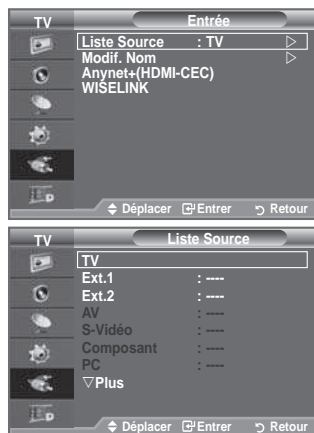 TV Entrée
Liste Source : TV ▷
Modif. Nom ▷
Anynet+(HDMI-CEC)
WISELINK
Déplacer Entrer Retour
TV Liste Source
TV
Ext.1 : ----
Ext.2 : ----
AV : ----
S-Vidéo : ----
Composant : ----
PC : ----
▽Plus
Déplacer Entrer Retour